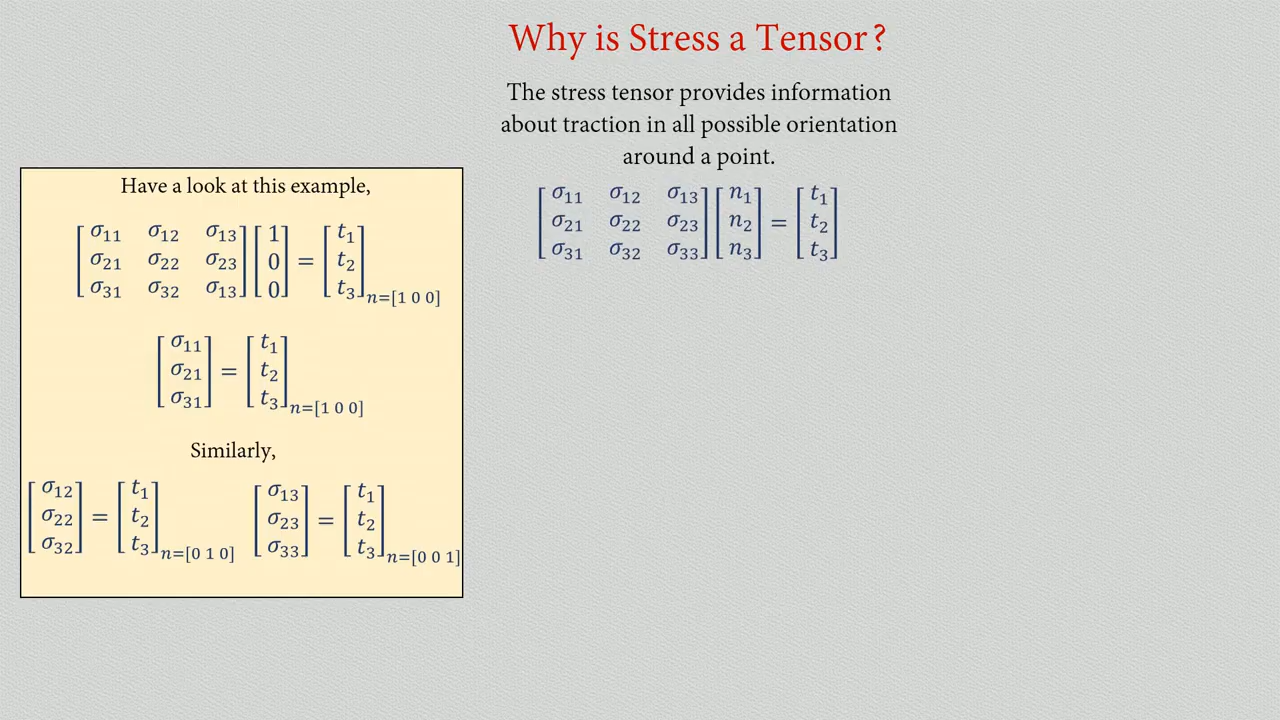 Why is Stress a Tensor?
The stress tensor provides information
about traction in all possible orientation
around a point.
[σ11 σ12 σ13] [n1] = [t1]
[σ21 σ22 σ23] [n2] = [t2]
[σ31 σ32 σ33] [n3] = [t3]
Have a look at this example,
[σ11 σ12 σ13] [1] = [t1]
[σ21 σ22 σ23] [0] = [t2]
[σ31 σ32 σ13] [0] = [t3] n=[1 0 0]
[σ11] = [t1]
[σ21] = [t2]
[σ31] = [t3] n=[1 0 0]
Similarly,
[σ12] = [t1]
[σ22] = [t2]
[σ32] = [t3] n=[0 1 0]
[σ13] = [t1]
[σ23] = [t2]
[σ33] = [t3] n=[0 0 1]